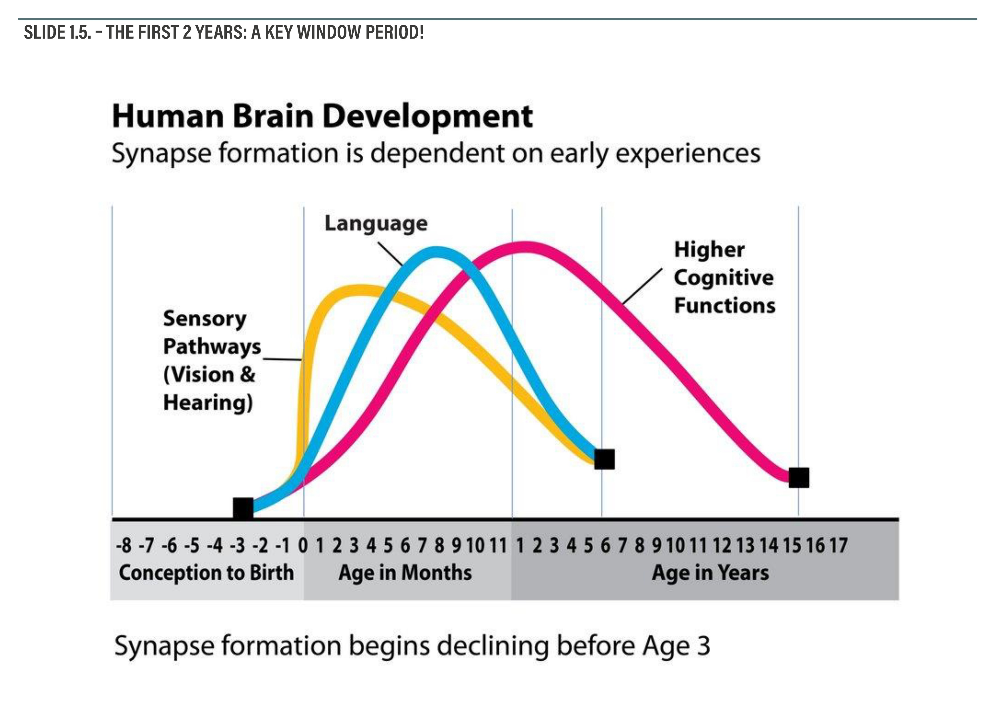 SLIDE 1.5. – THE FIRST 2 YEARS: A KEY WINDOW PERIOD!
Human Brain Development
Synapse formation is dependent on early experiences
Language
Higher
Cognitive
Functions
Sensory
Pathways
(Vision &
Hearing)
-8 -7 -6 -5 -4 -3 -2 -1 0 1 2 3 4 5 6 7 8 9 10 11 1 2 3 4 5 6 7 8 9 10 11 12 13 14 15 16 17
Conception to Birth Age in Months Age in Years
Synapse formation begins declining before Age 3